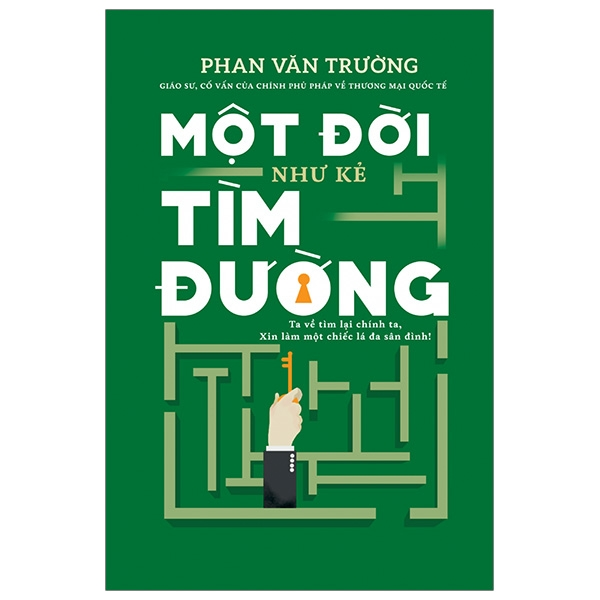 PHAN VĂN TRƯỜNG
GIÁO SƯ, CỐ VẤN CỦA CHÍNH PHỦ PHÁP VỀ THƯƠNG MẠI QUỐC TẾ
MỘT ĐỜI
NHƯ KẺ
TÌM
ĐƯỜNG
Ta về tìm lại chính ta,
Xin làm một chiếc lá đa sân đình!